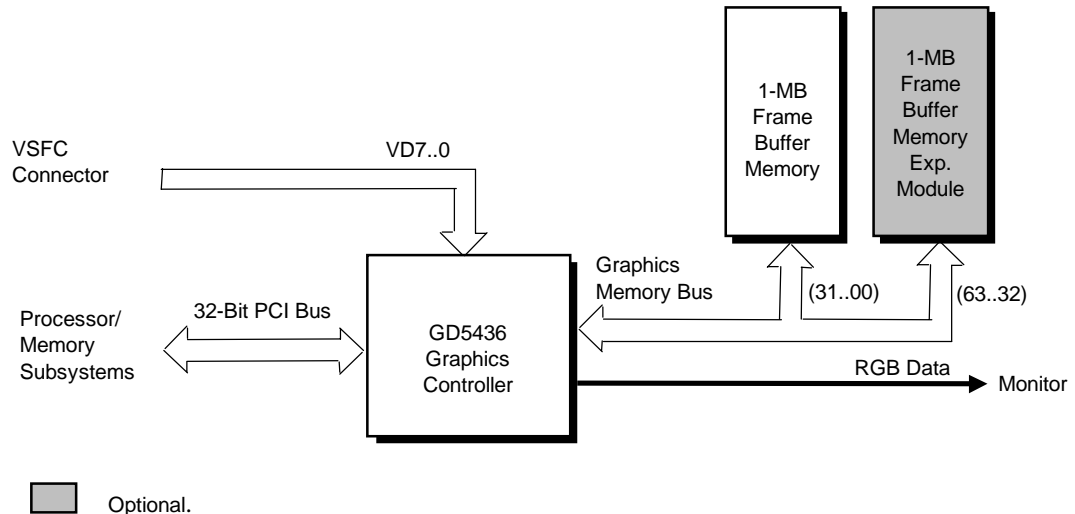 1-MB
Frame
Buffer
Memory
1-MB
Frame
Buffer
Memory
Exp.
Module
VSFC
Connector
VD7..0
Graphics
Memory Bus
(31..00)
(63..32)
Processor/
Memory
Subsystems
32-Bit PCI Bus
GD5436
Graphics
Controller
RGB Data
Monitor
Optional.